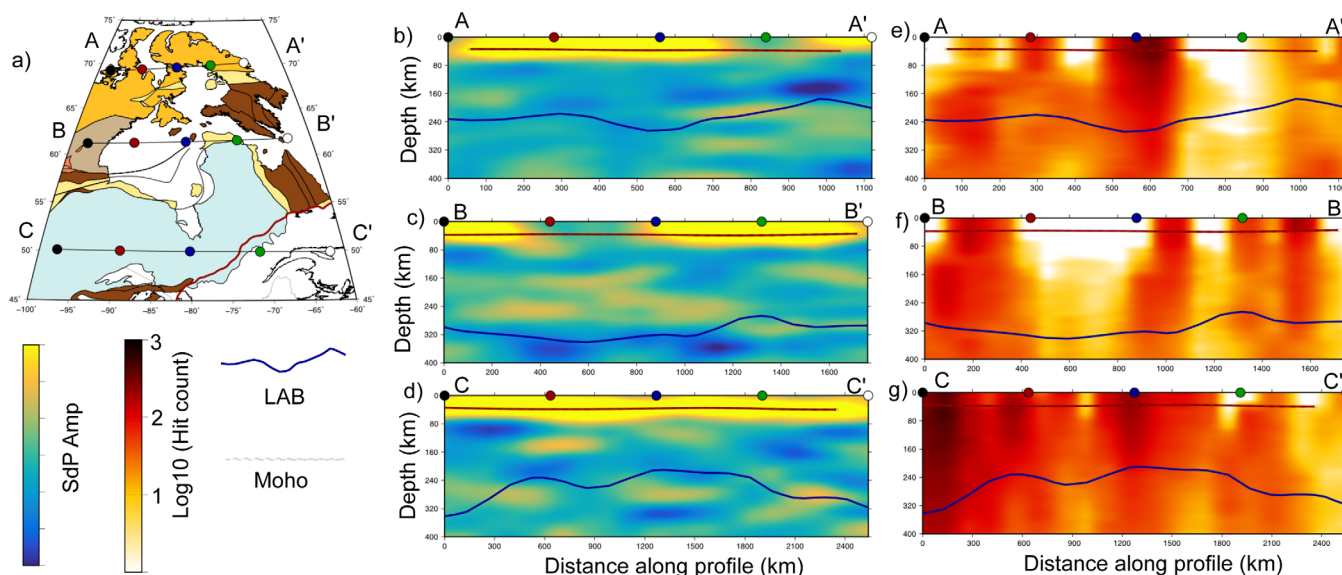 a)
75˚
75˚
A
A'
70˚
70˚
65˚
65˚
B
B'
60˚
60˚
55˚
55˚
C
C'
50˚
50˚
45˚
45˚
-95˚ -90˚ -85˚ -80˚ -75˚ -70˚ -65˚ -60˚
SdP Amp
3
2
1
Log10 (Hit count)
LAB
Moho
b)
A A'
Depth (km)
0
80
160
240
320
400
0 100 200 300 400 500 600 700 800 900 1000 1100
c)
B B'
Depth (km)
0
80
160
240
320
400
0 200 400 600 800 1000 1200 1400 1600
d)
C C'
Depth (km)
0
80
160
240
320
400
0 300 600 900 1200 1500 1800 2100 2400
Distance along profile (km)
e)
A A'
0
80
160
240
320
400
0 100 200 300 400 500 600 700 800 900 1000 110
f)
B B
0
80
160
240
320
400
0 200 400 600 800 1000 1200 1400 1600
g)
C C'
0
80
160
240
320
400
0 300 600 900 1200 1500 1800 2100 2400
Distance along profile (km)